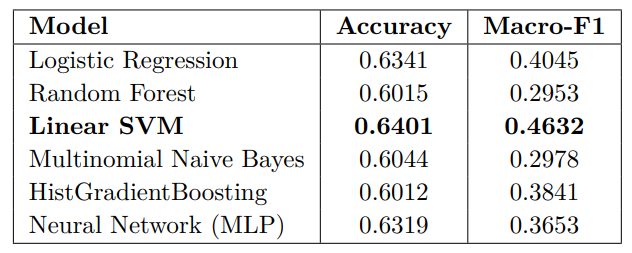 Model Accuracy Macro-F1
Logistic Regression 0.6341 0.4045
Random Forest 0.6015 0.2953
Linear SVM 0.6401 0.4632
Multinomial Naive Bayes 0.6044 0.2978
HistGradientBoosting 0.6012 0.3841
Neural Network (MLP) 0.6319 0.3653